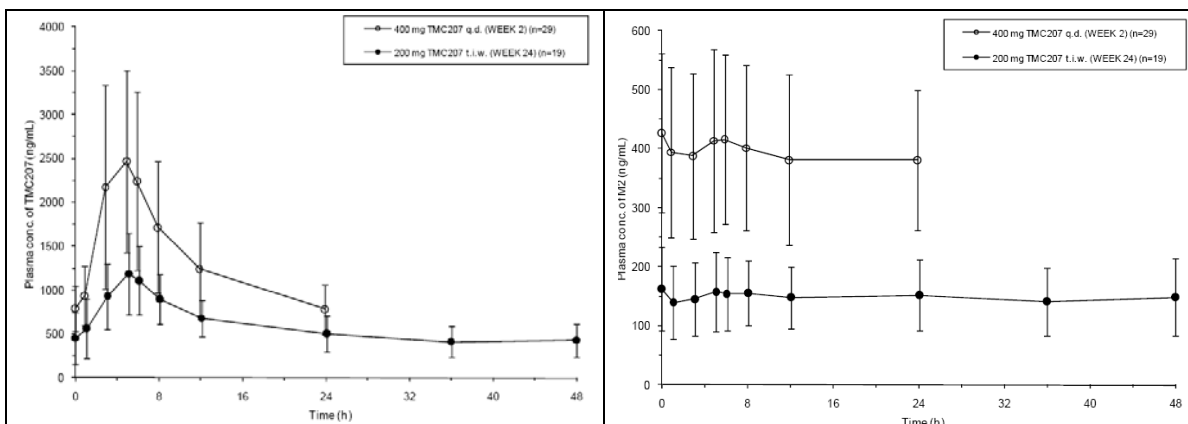 4000
3500
3000
2500
2000
1500
1000
500
0
Plasma conc. of TMC207 (ng/mL)
400 mg TMC207 q.d. (WEEK 2) (n=29)
200 mg TMC207 t.i.w. (WEEK 24) (n=19)
0 8 16 24 32 40 48
Time (h)
600
500
400
300
200
100
0
Plasma conc. of M2 (ng/mL)
400 mg TMC207 q.d. (WEEK 2) (n=29)
200 mg TMC207 t.i.w. (WEEK 24) (n=19)
0 8 16 24 32 40 48
Time (h)